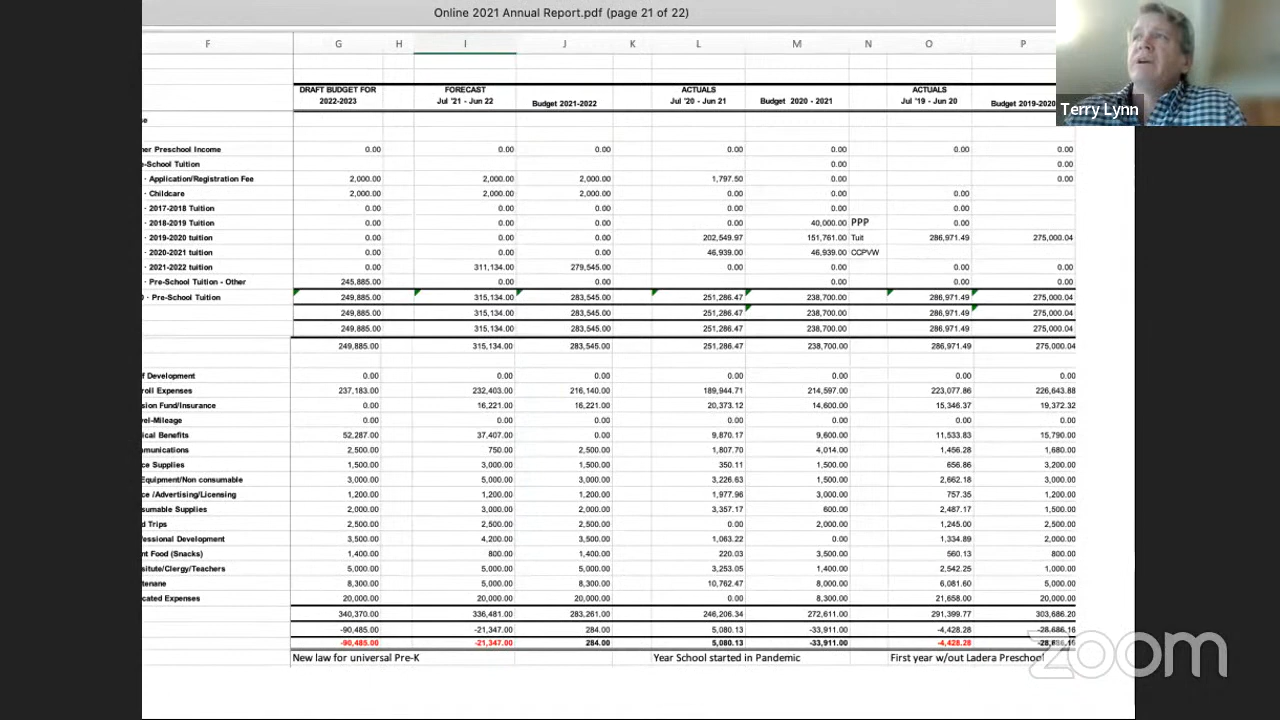 Online 2021 Annual Report.pdf (page 21 of 22)
F G H I J K L M N O P
DRAFT BUDGET FOR 2022-2023 FORECAST Jul '21 - Jun 22 Budget 2021-2022 ACTUALS Jul '20 - Jun 21 Budget 2020 - 2021 ACTUALS Jul '19 - Jun 20 Budget 2019-2020
Terry Lynn
se
ner Preschool Income 0.00 0.00 0.00 0.00 0.00 0.00 0.00
e-School Tuition 0.00 0.00
· Application/Registration Fee 2,000.00 2,000.00 2,000.00 1,797.50 0.00 0.00
· Childcare 2,000.00 2,000.00 2,000.00 0.00 0.00 0.00
· 2017-2018 Tuition 0.00 0.00 0.00 0.00 0.00 0.00
· 2018-2019 Tuition 0.00 0.00 0.00 40,000.00 PPP 0.00
· 2019-2020 tuition 0.00 0.00 0.00 202,549.97 151,761.00 Tuit 286,971.49 275,000.04
· 2020-2021 tuition 0.00 0.00 0.00 46,939.00 46,939.00 CCPVW
· 2021-2022 tuition 0.00 311,134.00 279,545.00 0.00 0.00 0.00 0.00
· Pre-School Tuition - Other 245,885.00 0.00 0.00 0.00 0.00
· Pre-School Tuition 249,885.00 315,134.00 283,545.00 251,286.47 238,700.00 286,971.49 275,000.04
249,885.00 315,134.00 283,545.00 251,286.47 238,700.00 286,971.49 275,000.04
249,885.00 315,134.00 283,545.00 251,286.47 238,700.00 286,971.49 275,000.04
249,885.00 315,134.00 283,545.00 251,286.47 238,700.00 286,971.49 275,000.04
f Development 0.00 0.00 0.00 0.00 0.00 0.00 0.00
roll Expenses 237,183.00 232,403.00 216,140.00 189,944.71 214,597.00 223,077.86 226,643.88
sion Fund/Insurance 0.00 16,221.00 16,221.00 20,373.12 14,600.00 15,346.37 19,372.32
vel-Mileage 0.00 0.00 0.00 0.00 0.00 0.00 0.00
ical Benefits 52,287.00 37,407.00 0.00 9,870.17 9,600.00 11,533.83 15,790.00
munications 2,500.00 750.00 2,500.00 1,807.70 4,014.00 1,456.28 1,680.00
ce Supplies 1,500.00 3,000.00 1,500.00 350.11 1,500.00 656.86 3,200.00
Equipment/Non consumable 3,000.00 5,000.00 3,000.00 3,226.63 1,500.00 2,662.18 3,000.00
ce /Advertising/Licensing 1,200.00 1,200.00 1,200.00 1,977.96 3,000.00 757.35 1,200.00
sumable Supplies 2,000.00 3,000.00 2,000.00 3,357.17 600.00 2,487.17 1,500.00
d Trips 2,500.00 2,500.00 2,500.00 0.00 2,000.00 1,245.00 2,500.00
fessional Development 3,500.00 4,200.00 3,500.00 1,063.22 0.00 1,334.89 2,000.00
nt Food (Snacks) 1,400.00 800.00 1,400.00 220.03 3,500.00 560.13 800.00
situte/Clergy/Teachers 5,000.00 5,000.00 5,000.00 3,253.05 1,400.00 2,542.25 1,000.00
tenane 8,300.00 5,000.00 8,300.00 10,762.47 8,000.00 6,081.60 5,000.00
cated Expenses 20,000.00 20,000.00 20,000.00 0.00 8,300.00 21,658.00 20,000.00
340,370.00 336,481.00 283,261.00 246,206.34 272,611.00 291,399.77 303,686.20
-90,485.00 -21,347.00 284.00 5,080.13 -33,911.00 -4,428.28 -28,686.16
-90,485.00 -21,347.00 284.00 5,080.13 -33,911.00 -4,428.28 -28,686.16
New law for universal Pre-K Year School started in Pandemic First year w/out Ladera Preschool
zoom